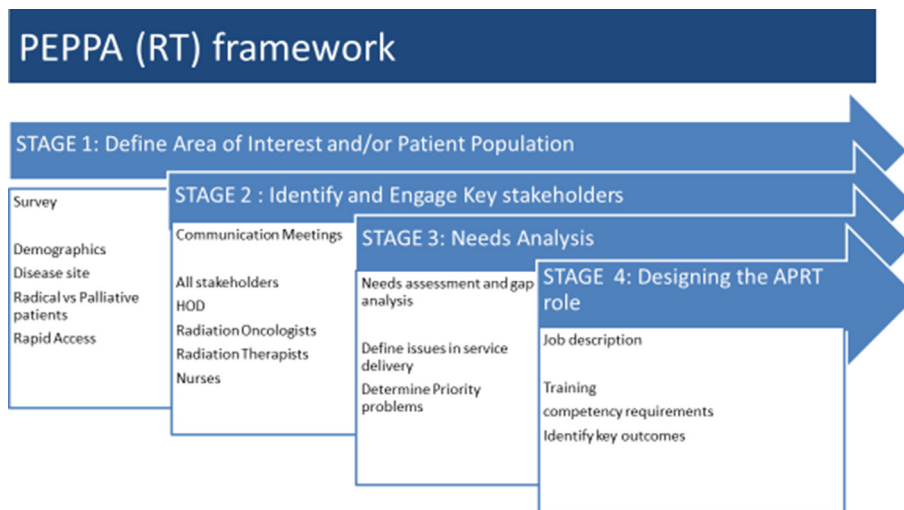 PEPPA (RT) framework
STAGE 1: Define Area of Interest and/or Patient Population
Survey
Demographics
Disease site
Radical vs Palliative
patients
Rapid Access
STAGE 2 : Identify and Engage Key stakeholders
Communication Meetings
All stakeholders
HOD
Radiation Oncologists
Radiation Therapists
Nurses
STAGE 3: Needs Analysis
Needs assessment and gap
analysis
Define issues in service
delivery
Determine Priority
problems
STAGE 4: Designing the APRT
role
Job description
Training
competency requirements
Identify key outcomes